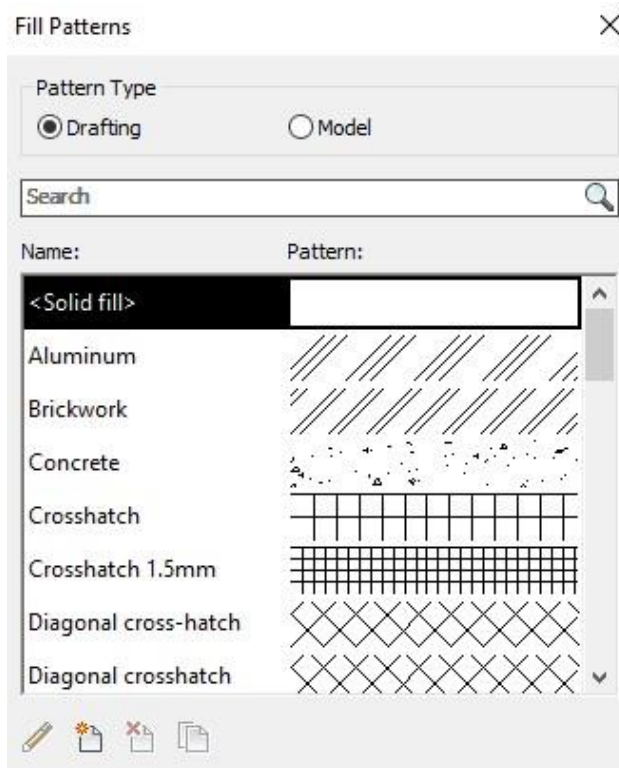 Fill Patterns
Pattern Type
Drafting
Model
Search
Name:
Pattern:
<Solid fill>
Aluminum
Brickwork
Concrete
Crosshatch
Crosshatch 1.5mm
Diagonal cross-hatch
Diagonal crosshatch